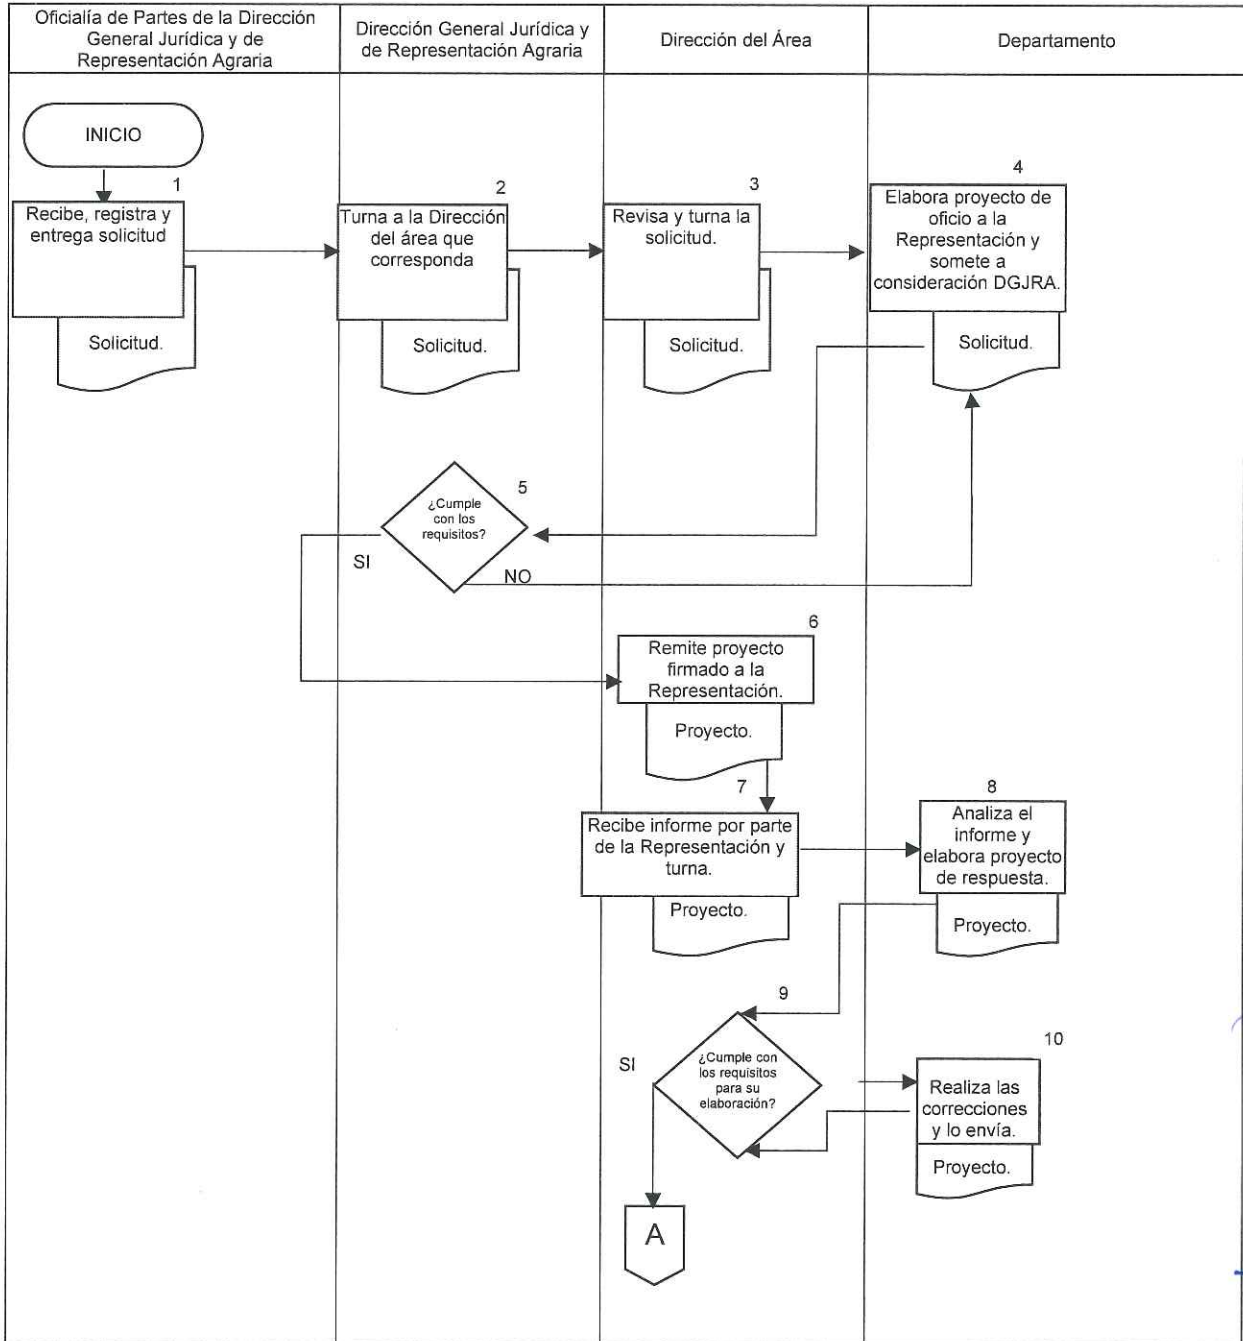 Oficialía de Partes de la Dirección
General Jurídica y de
Representación Agraria
Dirección General Jurídica y
de Representación Agraria
Dirección del Área
Departamento
INICIO
1
Recibe, registra y
entrega solicitud
Solicitud.
2
Turna a la Dirección
del área que
corresponda
Solicitud.
3
Revisa y turna la
solicitud.
Solicitud.
4
Elabora proyecto de
oficio a la
Representación y
somete a
consideración DGJRA.
Solicitud.
5
¿Cumple
con los
requisitos?
SI
NO
6
Remite proyecto
firmado a la
Representación.
Proyecto.
7
Recibe informe por parte
de la Representación y
turna.
Proyecto.
8
Analiza el
informe y
elabora proyecto
de respuesta.
Proyecto.
9
¿Cumple con
los requisitos
para su
elaboración?
SI
10
Realiza las
correcciones
y lo envía.
Proyecto.
A